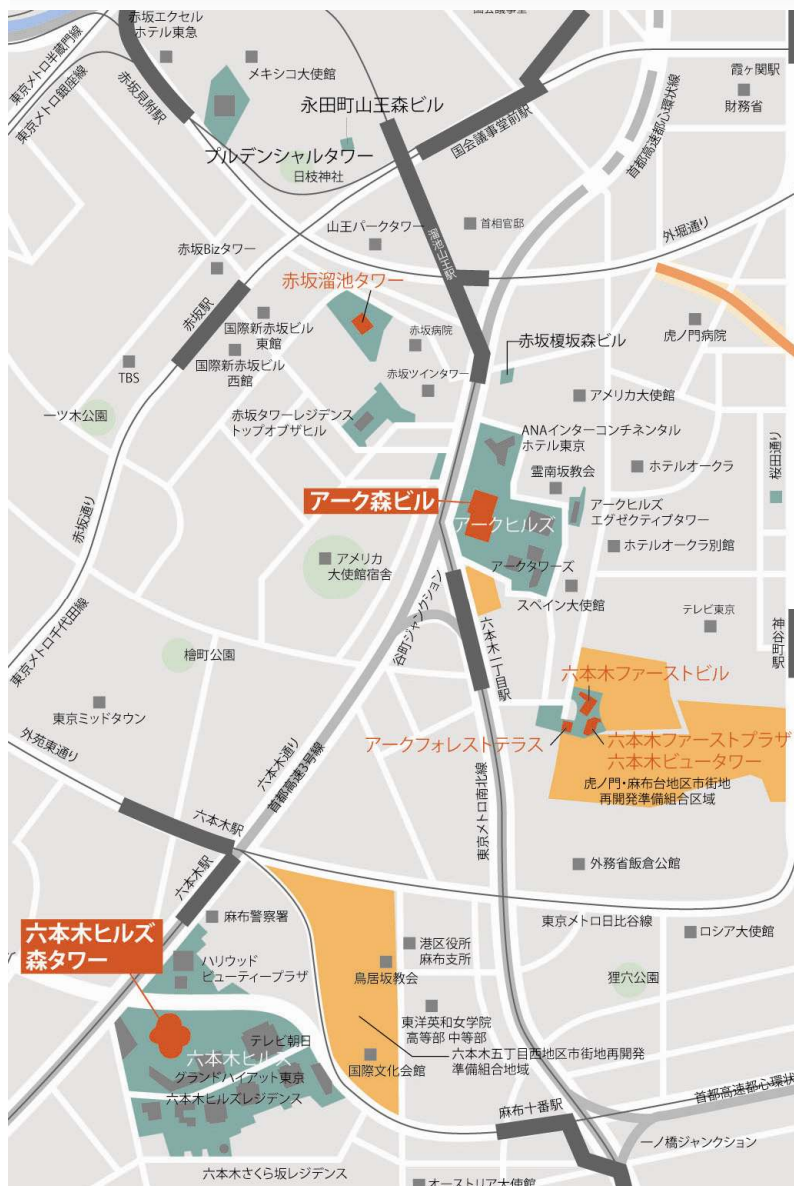 赤坂エクセル
ホテル東急
国会議事堂
東京メトロ半蔵門線
東京メトロ銀座線
赤坂見附駅
メキシコ大使館
霞ヶ関駅
財務省
永田町山王森ビル
国会議事堂前駅
首都高速都心環状線
プルデンシャルタワー
日枝神社
山王パークタワー
首相官邸
溜池山王駅
外堀通り
赤坂Bizタワー
赤坂溜池タワー
赤坂駅
国際新赤坂ビル
東館
赤坂病院
赤坂榎坂森ビル
虎ノ門病院
国際新赤坂ビル
西館
TBS
赤坂ツインタワー
アメリカ大使館
一ツ木公園
赤坂タワーレジデンス
トップオブザヒル
ANAインターコンチネンタル
ホテル東京
桜田通り
霊南坂教会
ホテルオークラ
アーク森ビル
アークヒルズ
アークヒルズ
エグゼクティブタワー
赤坂通り
アメリカ
大使館宿舎
ホテルオークラ別館
アークタワーズ
スペイン大使館
谷町ジャンクション
六本木一丁目駅
テレビ東京
神谷町駅
東京メトロ千代田線
檜町公園
六本木ファーストビル
東京ミッドタウン
外苑東通り
アークフォレストテラス
六本木ファーストプラザ
六本木ビュータワー
六本木通り
首都高速3号線
東京メトロ南北線
虎ノ門・麻布台地区市街地
再開発準備組合区域
六本木駅
六本木駅
外務省飯倉公館
麻布警察署
東京メトロ日比谷線
ロシア大使館
六本木ヒルズ
森タワー
港区役所
麻布支所
ハリウッド
ビューティープラザ
鳥居坂教会
狸穴公園
東洋英和女学院
高等部 中等部
テレビ朝日
六本木ヒルズ
六本木五丁目西地区市街地再開発
準備組合地域
国際文化会館
グランドハイアット東京
六本木ヒルズレジデンス
麻布十番駅
首都高速都心環状
一ノ橋ジャンクション
六本木さくら坂レジデンス
オーストリア大使館